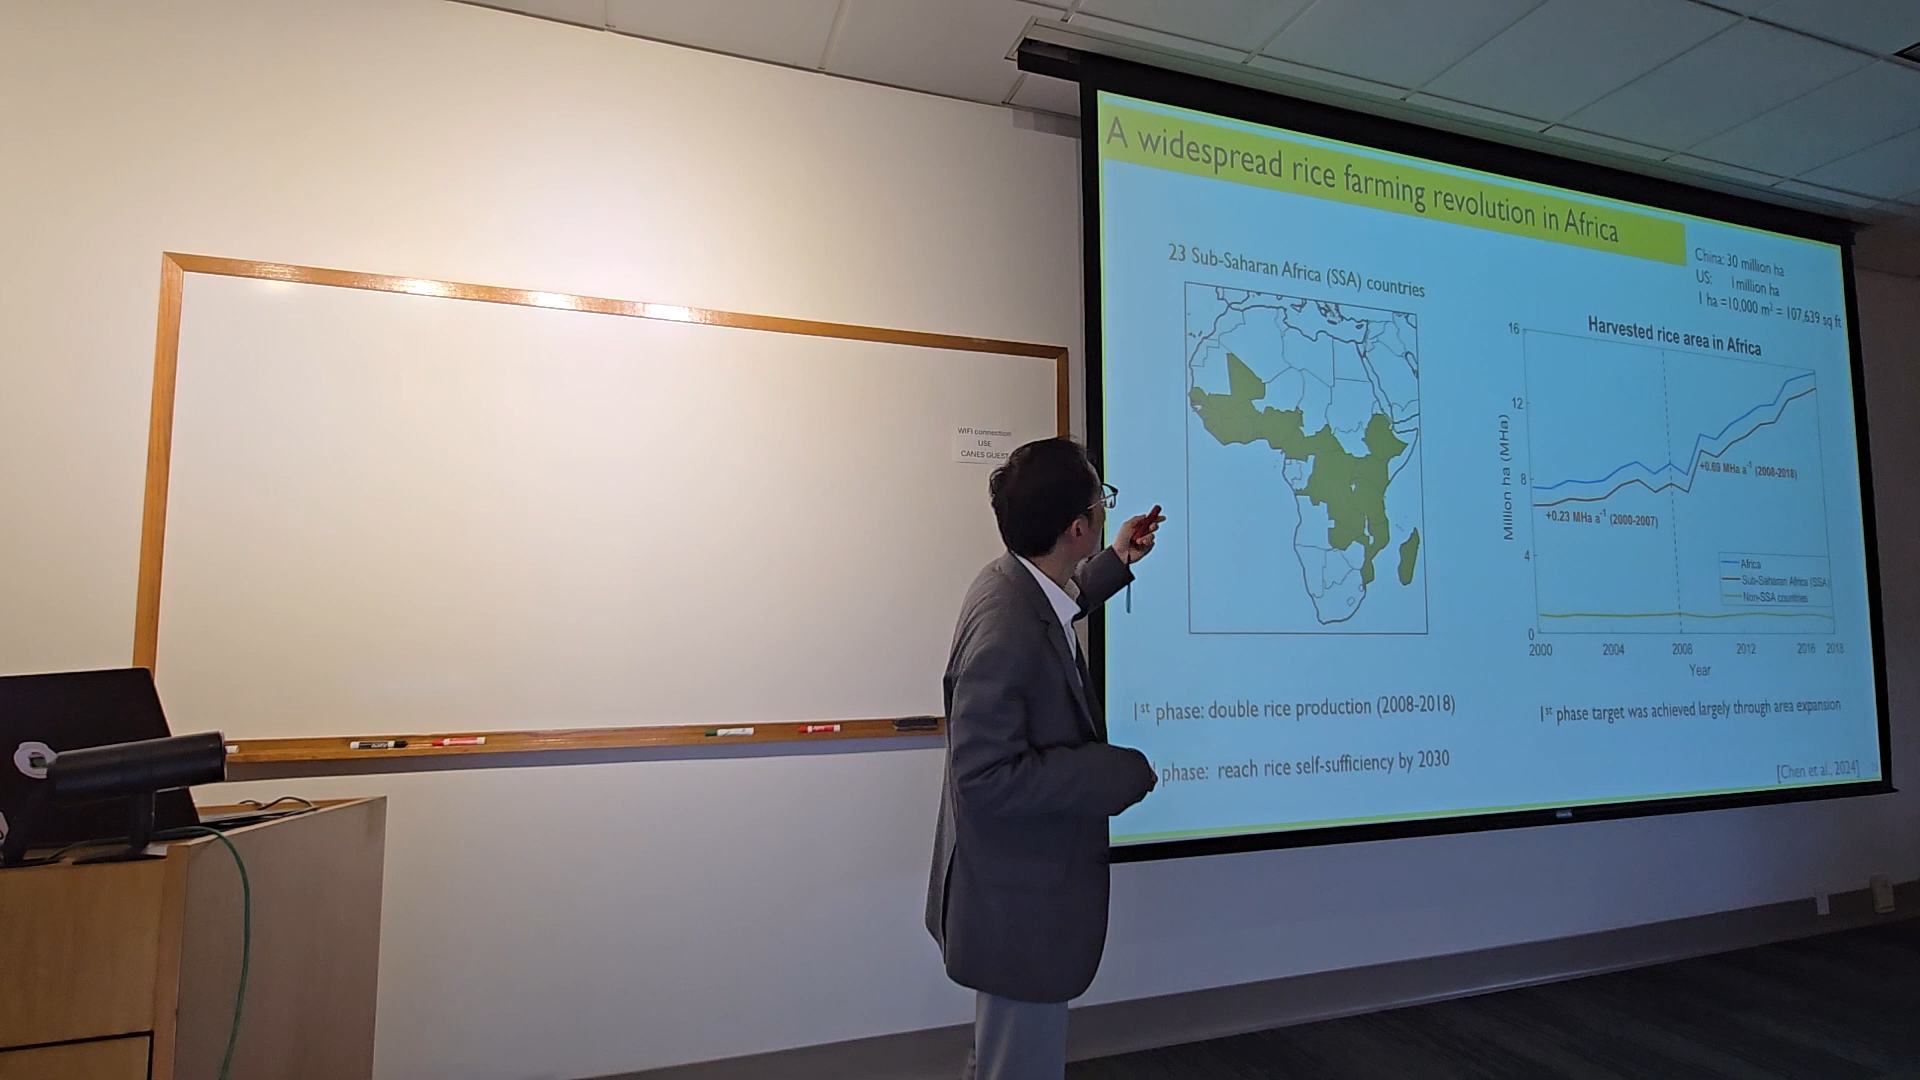 A widespread rice farming revolution in Africa
China: 30 million ha
US: 1million ha
1 ha =10,000 m² = 107,639 sq ft
23 Sub-Saharan Africa (SSA) countries
Harvested rice area in Africa
Million ha (MHa)
16
12
8
4
0
+0.23 MHa a⁻¹ (2000-2007)
+0.69 MHa a⁻¹ (2008-2018)
Africa
Sub-Saharan Africa (SSA)
Non-SSA countries
2000 2004 2008 2012 2016 2018
Year
1st phase: double rice production (2008-2018)
phase: reach rice self-sufficiency by 2030
1st phase target was achieved largely through area expansion
[Chen et al., 2024]
WIFI connection
USE
CANES GUEST